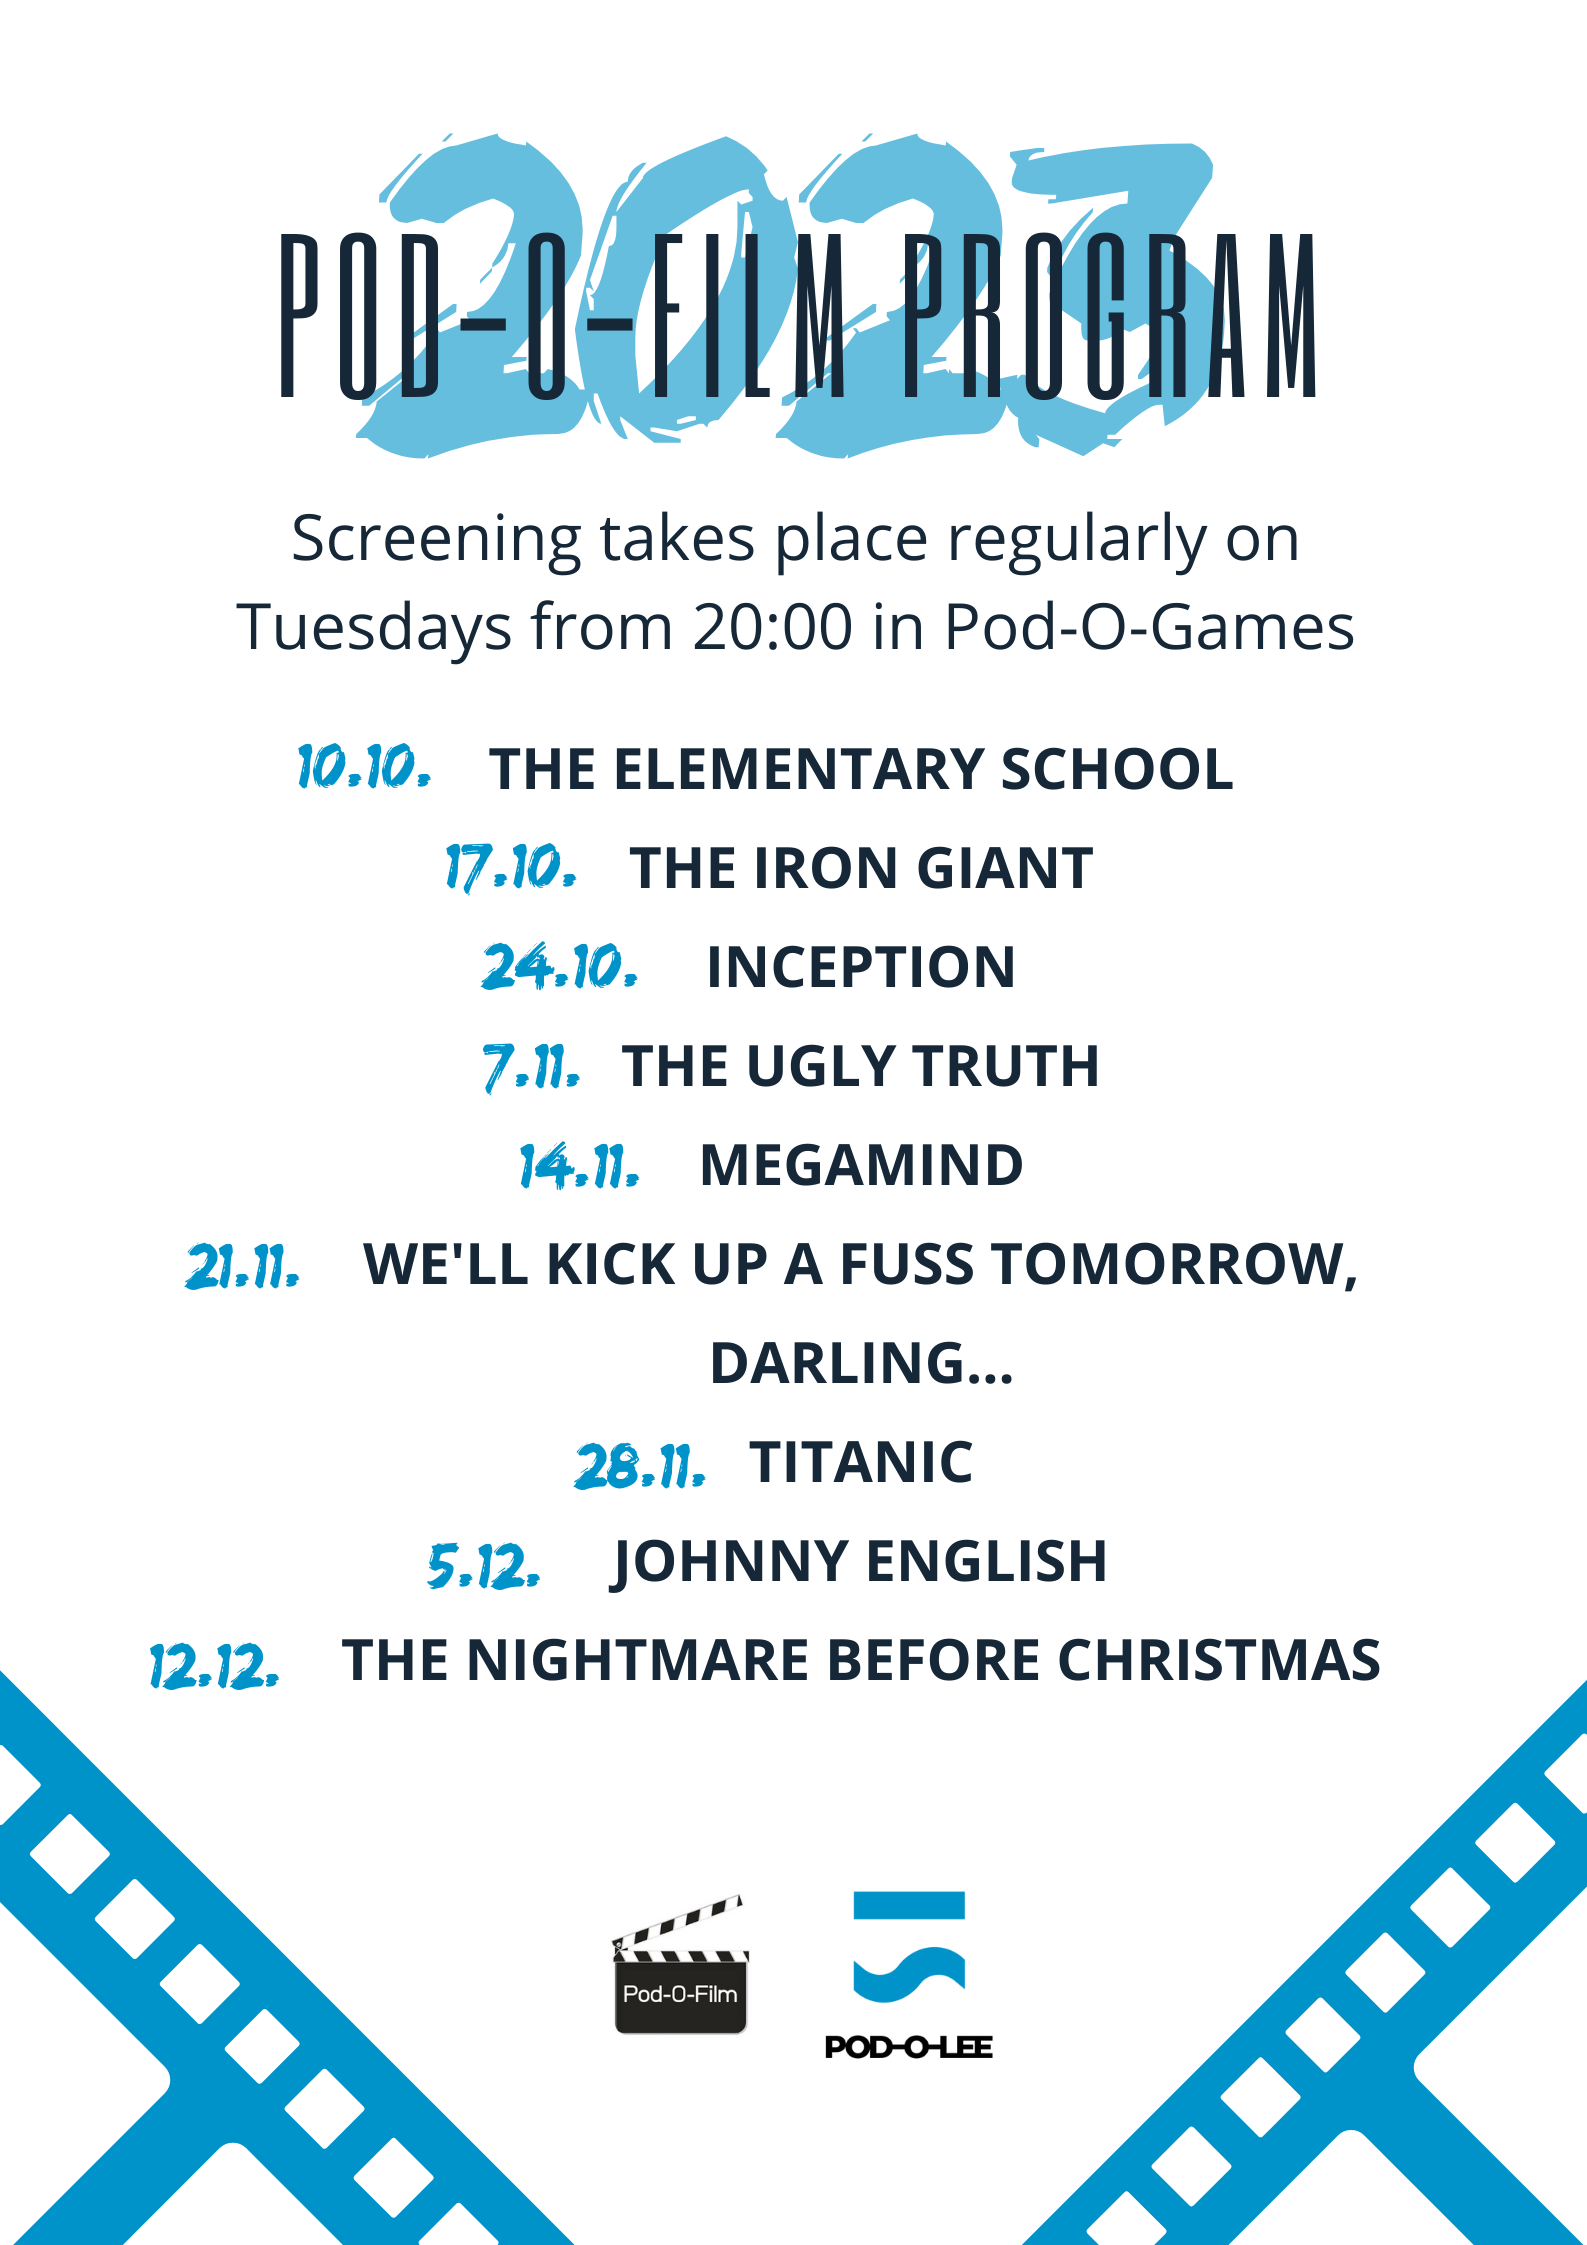 2023
POD-O-FILM PROGRAM
Screening takes place regularly on
Tuesdays from 20:00 in Pod-O-Games
10.10. THE ELEMENTARY SCHOOL
17.10. THE IRON GIANT
24.10. INCEPTION
7.11. THE UGLY TRUTH
14.11. MEGAMIND
21.11. WE'LL KICK UP A FUSS TOMORROW,
DARLING...
28.11. TITANIC
5.12. JOHNNY ENGLISH
12.12. THE NIGHTMARE BEFORE CHRISTMAS
Pod-O-Film
POD-O-LEE